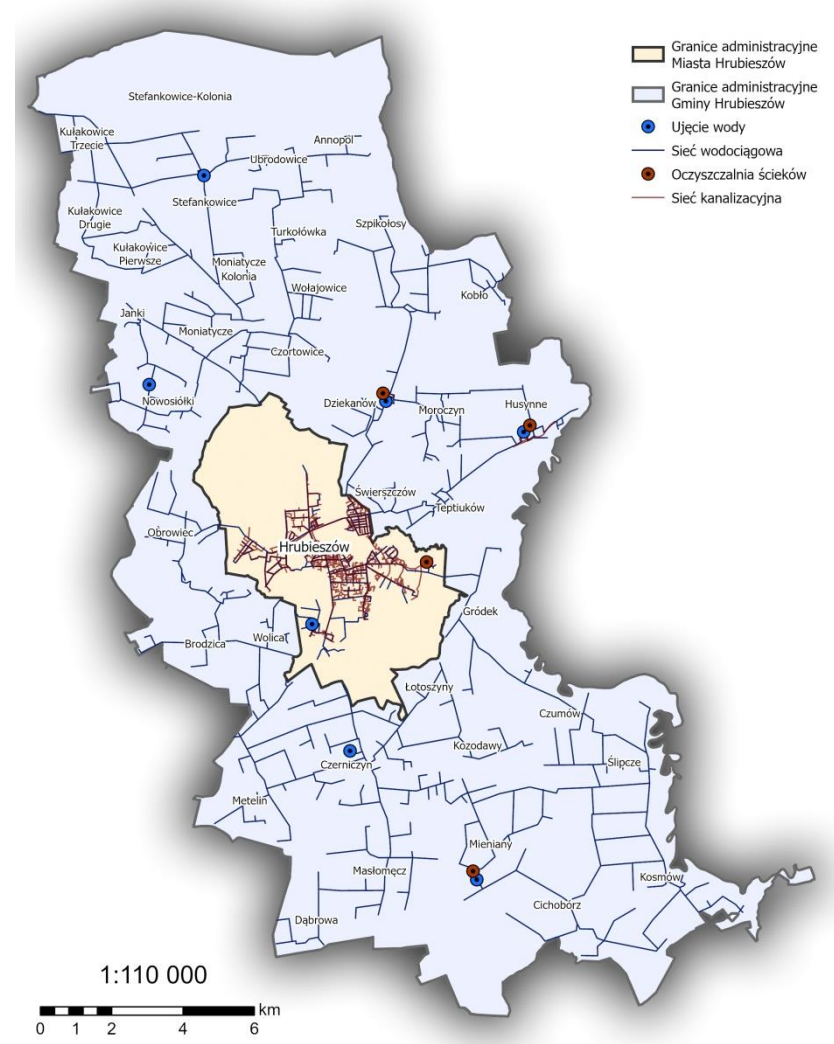 Granice administracyjne
Miasta Hrubieszów
Granice administracyjne
Gminy Hrubieszów
Ujęcie wody
Sieć wodociągowa
Oczyszczalnia ścieków
Sieć kanalizacyjna
Stefankowice-Kolonia
Kułakowice
Trzecie
Annopol
Ubrodowice
Stefankowice
Kułakowice
Drugie
Szpikołosy
Turkołówka
Kułakowice
Pierwsze
Moniatycze
Kolonia
Wołajowice
Kobło
Janki
Moniatycze
Czortowice
Nowosiółki
Dziekanów
Moroczyn
Husynne
Świerszczów
Teptiuków
Obrowiec
Hrubieszów
Gródek
Brodzica
Wolica
Łotoszyny
Czumów
Kozodawy
Ślipcze
Czerniczyn
Metelin
Mieniany
Masłomęcz
Kosmów
Cichobórz
Dąbrowa
1:110 000
km
0 1 2 4 6